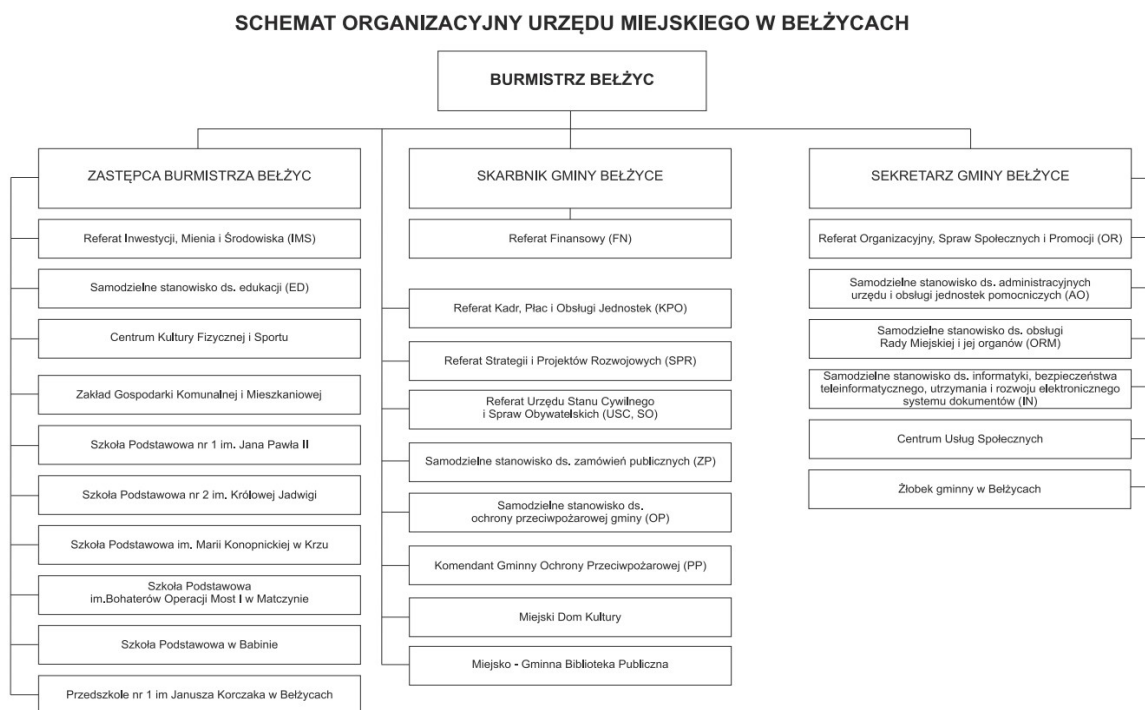 SCHEMAT ORGANIZACYJNY URZĘDU MIEJSKIEGO W BEŁŻYCACH
BURMISTRZ BEŁŻYC
ZASTĘPCA BURMISTRZA BEŁŻYC
Referat Inwestycji, Mienia i Środowiska (IMS)
Samodzielne stanowisko ds. edukacji (ED)
Centrum Kultury Fizycznej i Sportu
Zakład Gospodarki Komunalnej i Mieszkaniowej
Szkoła Podstawowa nr 1 im. Jana Pawła II
Szkoła Podstawowa nr 2 im. Królowej Jadwigi
Szkoła Podstawowa im. Marii Konopnickiej w Krzu
Szkoła Podstawowa
im.Bohaterów Operacji Most I w Matczynie
Szkoła Podstawowa w Babinie
Przedszkole nr 1 im Janusza Korczaka w Bełżycach
SKARBNIK GMINY BEŁŻYCE
Referat Finansowy (FN)
Referat Kadr, Płac i Obsługi Jednostek (KPO)
Referat Strategii i Projektów Rozwojowych (SPR)
Referat Urzędu Stanu Cywilnego
i Spraw Obywatelskich (USC, SO)
Samodzielne stanowisko ds. zamówień publicznych (ZP)
Samodzielne stanowisko ds.
ochrony przeciwpożarowej gminy (OP)
Komendant Gminny Ochrony Przeciwpożarowej (PP)
Miejski Dom Kultury
Miejsko - Gminna Biblioteka Publiczna
SEKRETARZ GMINY BEŁŻYCE
Referat Organizacyjny, Spraw Społecznych i Promocji (OR)
Samodzielne stanowisko ds. administracyjnych
urzędu i obsługi jednostek pomocniczych (AO)
Samodzielne stanowisko ds. obsługi
Rady Miejskiej i jej organów (ORM)
Samodzielne stanowisko ds. informatyki, bezpieczeństwa
teleinformatycznego, utrzymania i rozwoju elektronicznego
systemu dokumentów (IN)
Centrum Usług Społecznych
Żłobek gminny w Bełżycach